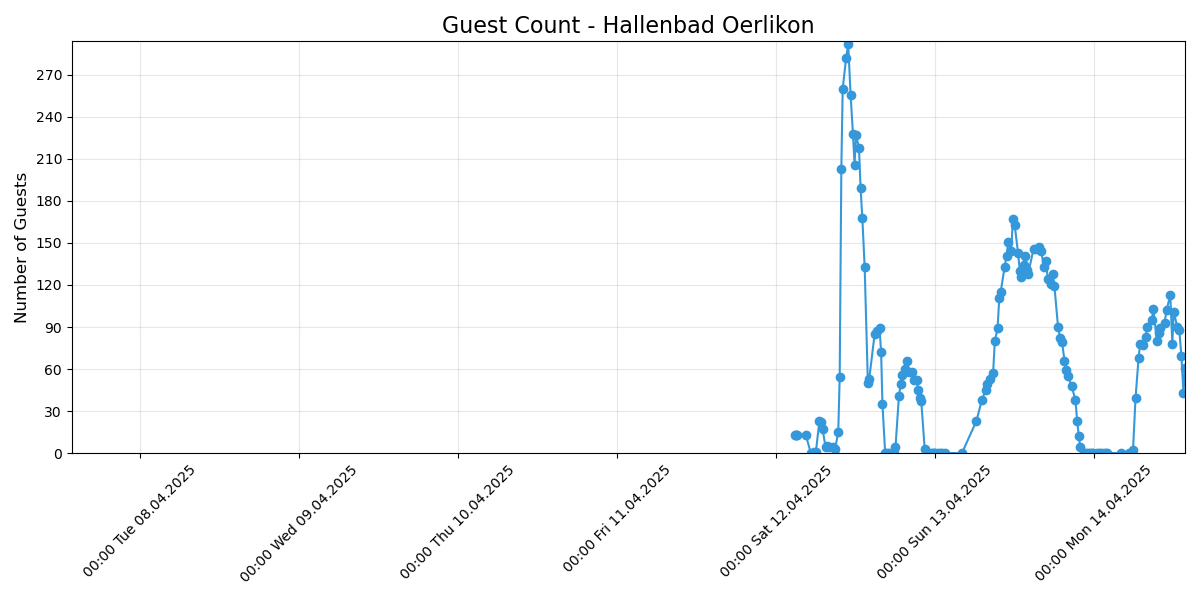 Guest Count - Hallenbad Oerlikon
Number of Guests
270
240
210
180
150
120
90
60
30
0
00:00 Tue 08.04.2025
00:00 Wed 09.04.2025
00:00 Thu 10.04.2025
00:00 Fri 11.04.2025
00:00 Sat 12.04.2025
00:00 Sun 13.04.2025
00:00 Mon 14.04.2025